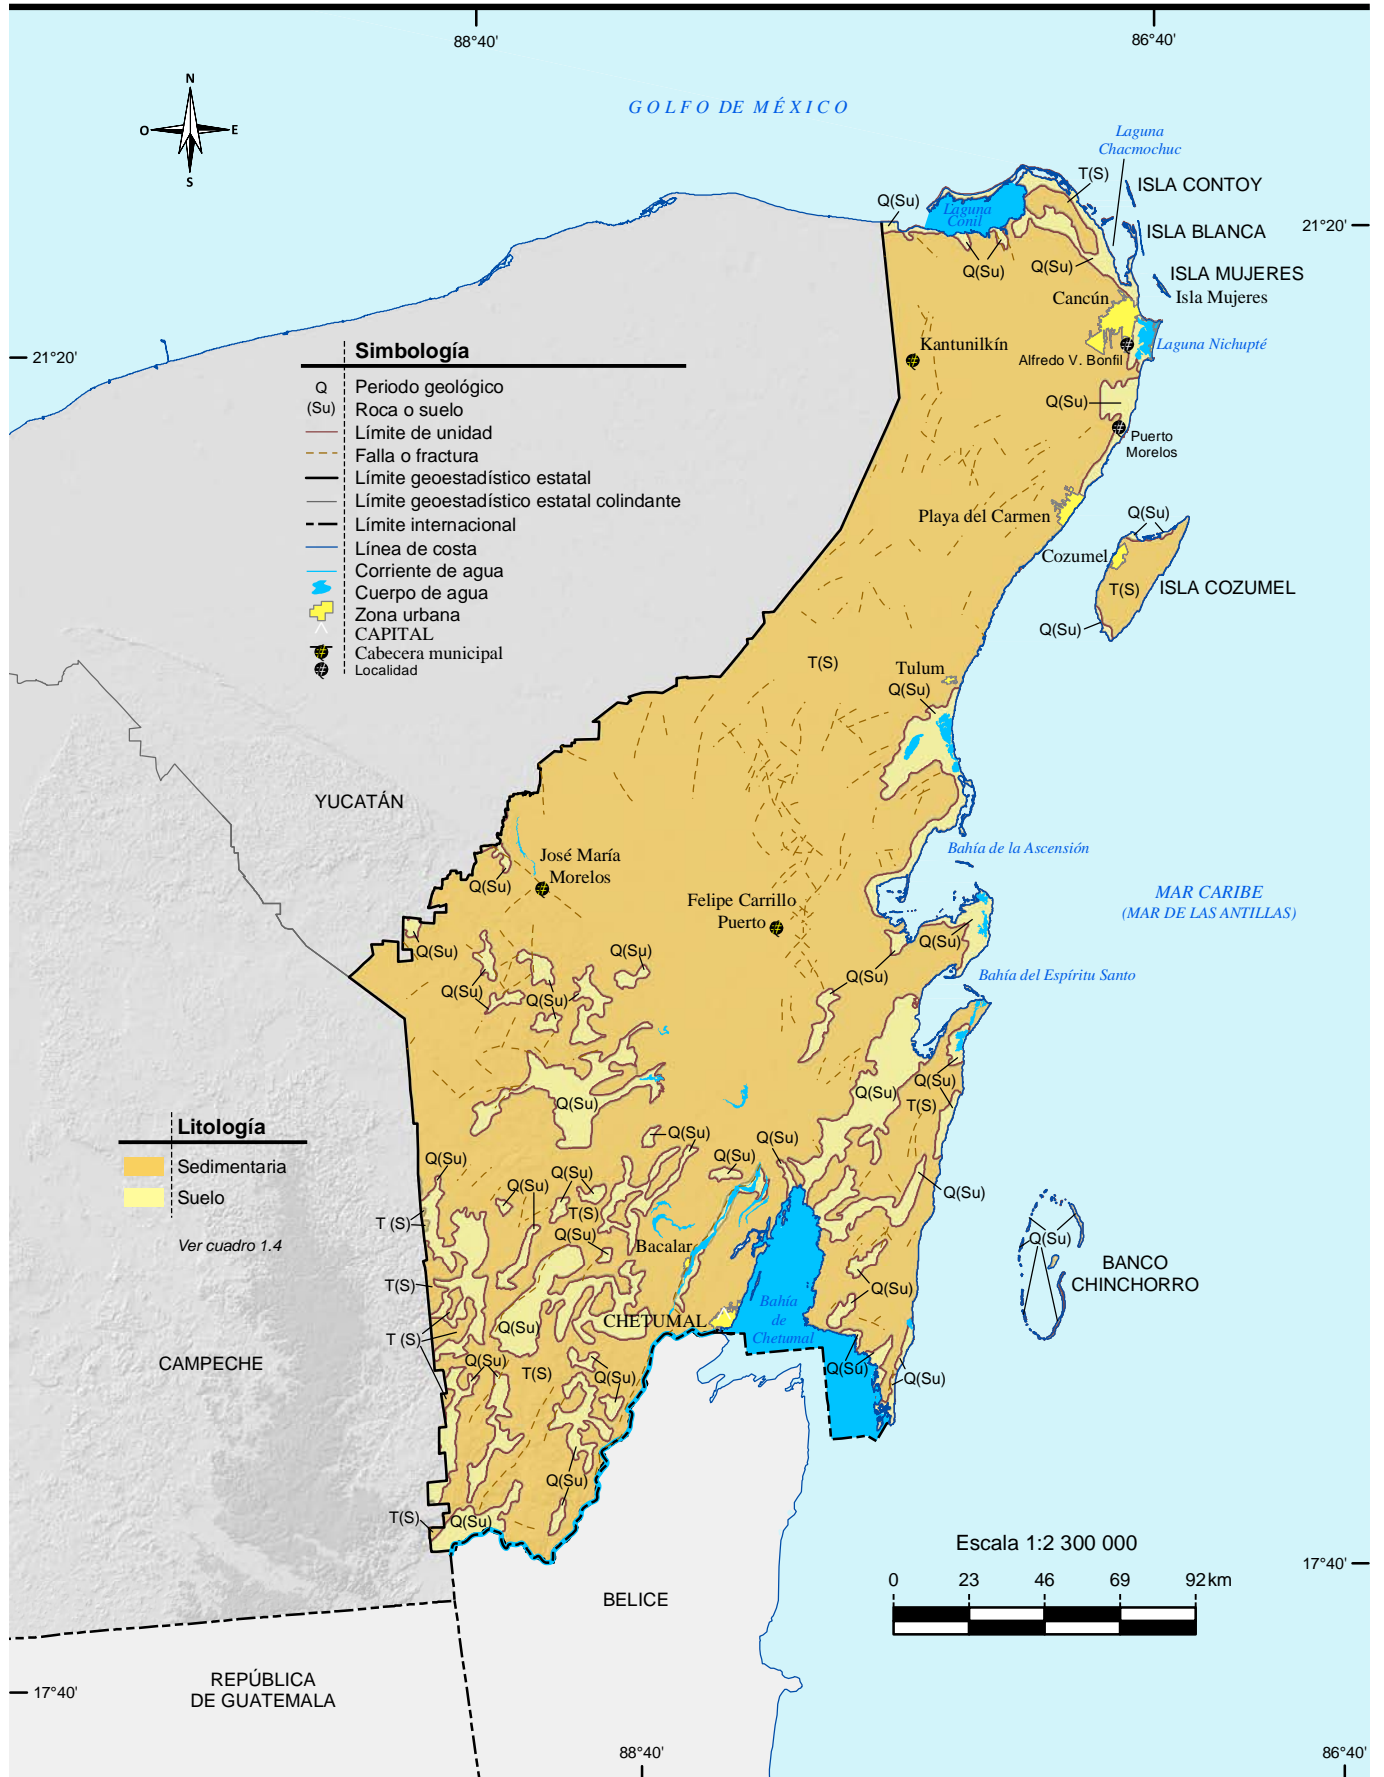 88°40'
86°40'
N
O
E
S
GOLFO DE MÉXICO
Laguna
Chacmochuc
T(S)
ISLA CONTOY
Q(Su)
Laguna
Conil
21°20'
ISLA BLANCA
Q(Su)
Q(Su)
ISLA MUJERES
Cancún
Isla Mujeres
Kantunilkín
Laguna Nichupté
21°20'
Alfredo V. Bonfil
Q(Su)
Puerto
Morelos
Simbología
Q
Periodo geológico
(Su)
Roca o suelo
Límite de unidad
Falla o fractura
Límite geoestadístico estatal
Límite geoestadístico estatal colindante
Límite internacional
Línea de costa
Corriente de agua
Cuerpo de agua
Zona urbana
CAPITAL
Cabecera municipal
Localidad
Playa del Carmen
Q(Su)
Cozumel
T(S)
ISLA COZUMEL
Q(Su)
T(S)
Tulum
Q(Su)
YUCATÁN
José María
Morelos
Q(Su)
Bahía de la Ascensión
Felipe Carrillo
Puerto
MAR CARIBE
(MAR DE LAS ANTILLAS)
Q(Su)
Q(Su)
Q(Su)
Q(Su)
Bahía del Espíritu Santo
Q(Su)
Q(Su)
Q(Su)
Q(Su)
Q(Su)
T(S)
Litología
Sedimentaria
Suelo
Ver cuadro 1.4
Q(Su)
Q(Su)
Q(Su)
Q(Su)
Q(Su)
Q(Su)
Q(Su)
T(S)
T (S)
Q(Su)
Bacalar
Q(Su)
Q(Su)
BANCO
CHINCHORRO
T(S)
Q(Su)
Bahía
de
Chetumal
CHETUMAL
Q(Su)
T (S)
CAMPECHE
Q(Su)
T(S)
Q(Su)
Q(Su)
Q(Su)
Q(Su)
T(S)
Q(Su)
Escala 1:2 300 000
17°40'
0
23
46
69
92 km
BELICE
REPÚBLICA
DE GUATEMALA
17°40'
88°40'
86°40'